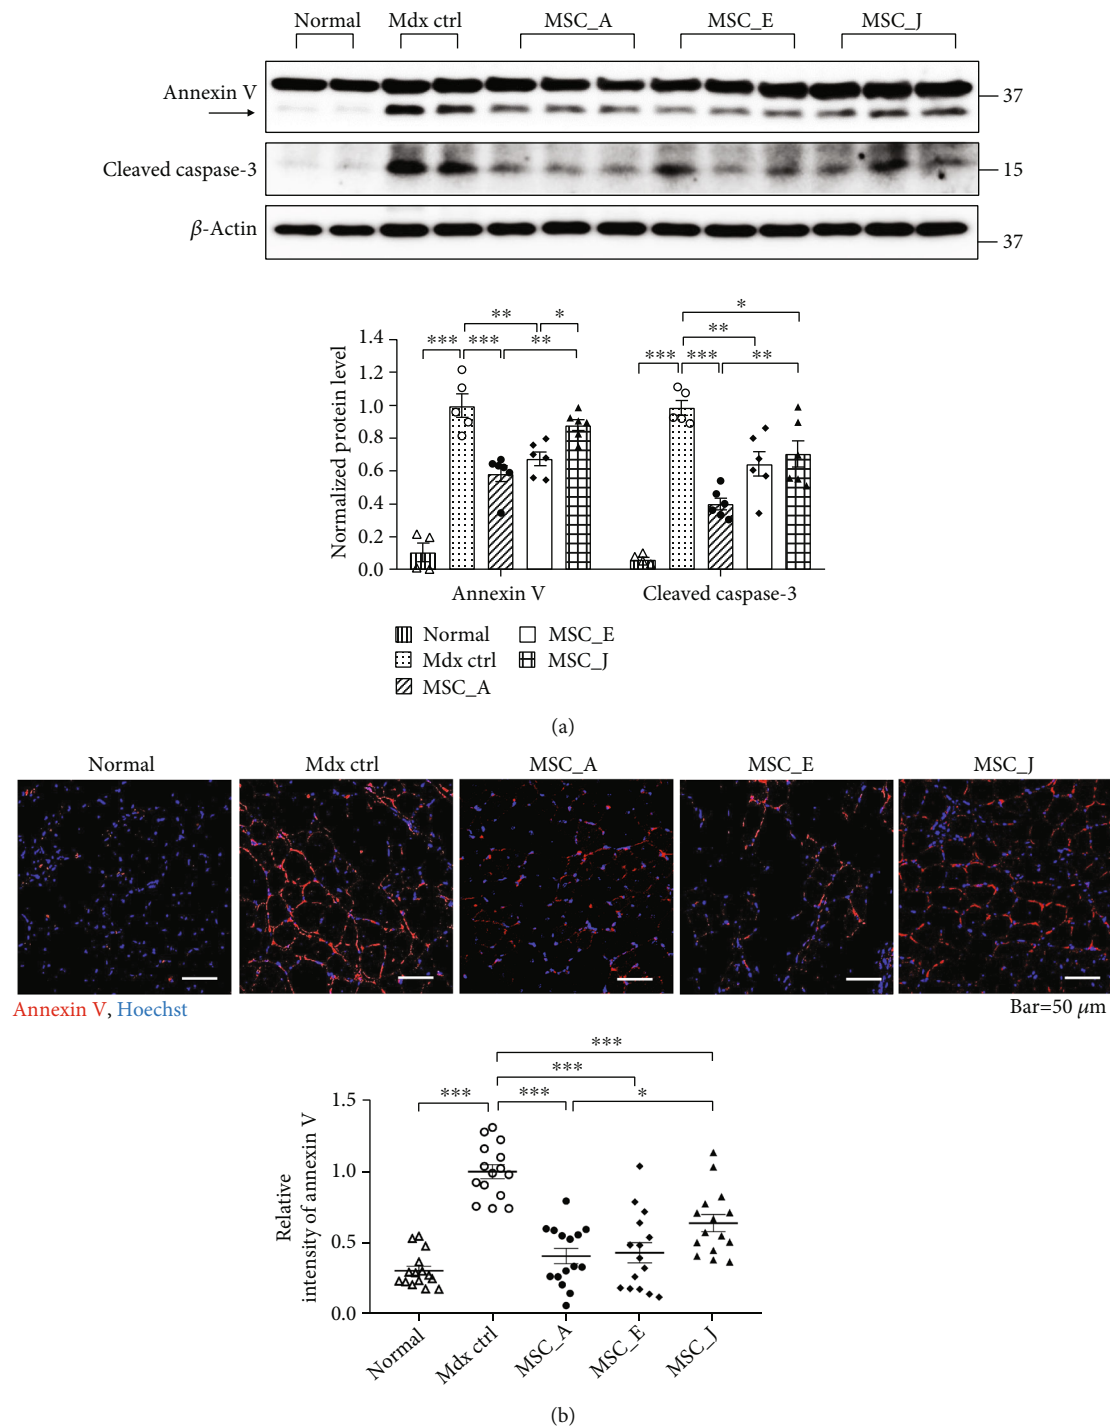 Normal Mdx ctrl MSC_A MSC_E MSC_J
Annexin V
37
Cleaved caspase-3
15
β-Actin
37
*
** * **
*** *** ** *** *** **
Normalized protein level
1.4
1.2
1.0
0.8
0.6
0.4
0.2
0.0
Annexin V Cleaved caspase-3
Normal MSC_E
Mdx ctrl MSC_J
MSC_A
(a)
Normal Mdx ctrl MSC_A MSC_E MSC_J
Annexin V, Hoechst Bar=50 μm
***
***
*** *** *
Relative
intensity of annexin V
1.5
1.0
0.5
0.0
Normal Mdx ctrl MSC_A MSC_E MSC_J
(b)